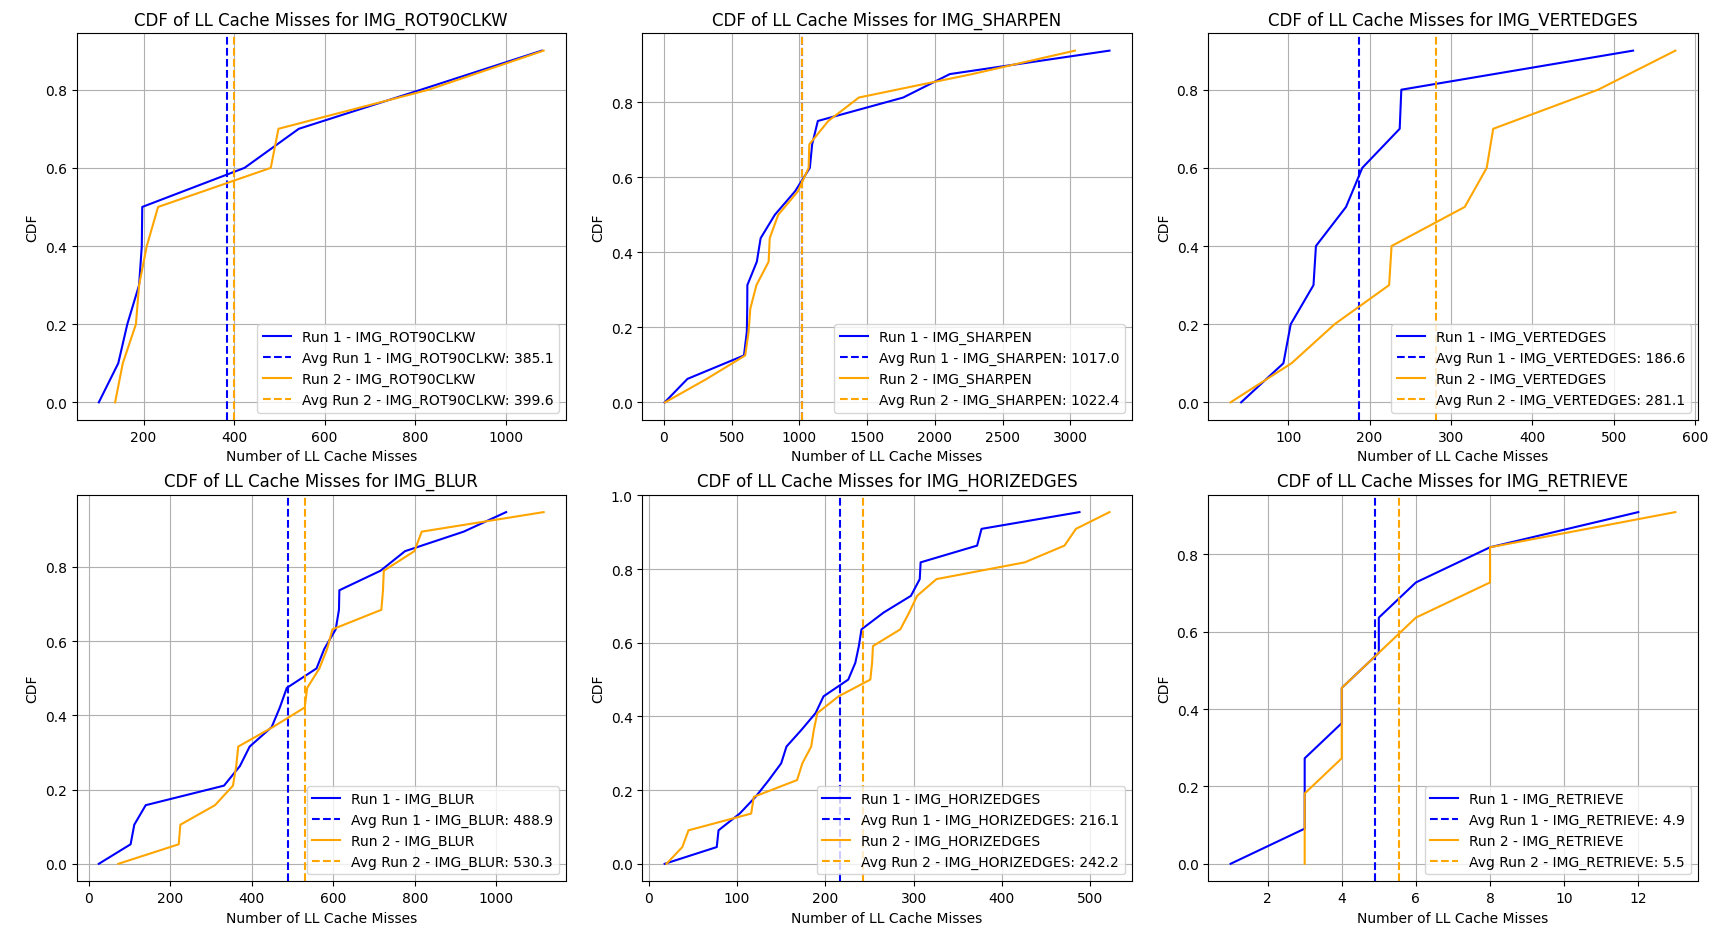 CDF of LL Cache Misses for IMG_ROT90CLKW
CDF
0.8
0.6
0.4
0.2
0.0
200 400 600 800 1000
Number of LL Cache Misses
Run 1 - IMG_ROT90CLKW
Avg Run 1 - IMG_ROT90CLKW: 385.1
Run 2 - IMG_ROT90CLKW
Avg Run 2 - IMG_ROT90CLKW: 399.6
CDF of LL Cache Misses for IMG_SHARPEN
CDF
0.8
0.6
0.4
0.2
0.0
0 500 1000 1500 2000 2500 3000
Number of LL Cache Misses
Run 1 - IMG_SHARPEN
Avg Run 1 - IMG_SHARPEN: 1017.0
Run 2 - IMG_SHARPEN
Avg Run 2 - IMG_SHARPEN: 1022.4
CDF of LL Cache Misses for IMG_VERTEDGES
CDF
0.8
0.6
0.4
0.2
0.0
100 200 300 400 500 600
Number of LL Cache Misses
Run 1 - IMG_VERTEDGES
Avg Run 1 - IMG_VERTEDGES: 186.6
Run 2 - IMG_VERTEDGES
Avg Run 2 - IMG_VERTEDGES: 281.1
CDF of LL Cache Misses for IMG_BLUR
CDF
0.8
0.6
0.4
0.2
0.0
0 200 400 600 800 1000
Number of LL Cache Misses
Run 1 - IMG_BLUR
Avg Run 1 - IMG_BLUR: 488.9
Run 2 - IMG_BLUR
Avg Run 2 - IMG_BLUR: 530.3
CDF of LL Cache Misses for IMG_HORIZEDGES
CDF
1.0
0.8
0.6
0.4
0.2
0.0
0 100 200 300 400 500
Number of LL Cache Misses
Run 1 - IMG_HORIZEDGES
Avg Run 1 - IMG_HORIZEDGES: 216.1
Run 2 - IMG_HORIZEDGES
Avg Run 2 - IMG_HORIZEDGES: 242.2
CDF of LL Cache Misses for IMG_RETRIEVE
CDF
0.8
0.6
0.4
0.2
0.0
2 4 6 8 10 12
Number of LL Cache Misses
Run 1 - IMG_RETRIEVE
Avg Run 1 - IMG_RETRIEVE: 4.9
Run 2 - IMG_RETRIEVE
Avg Run 2 - IMG_RETRIEVE: 5.5